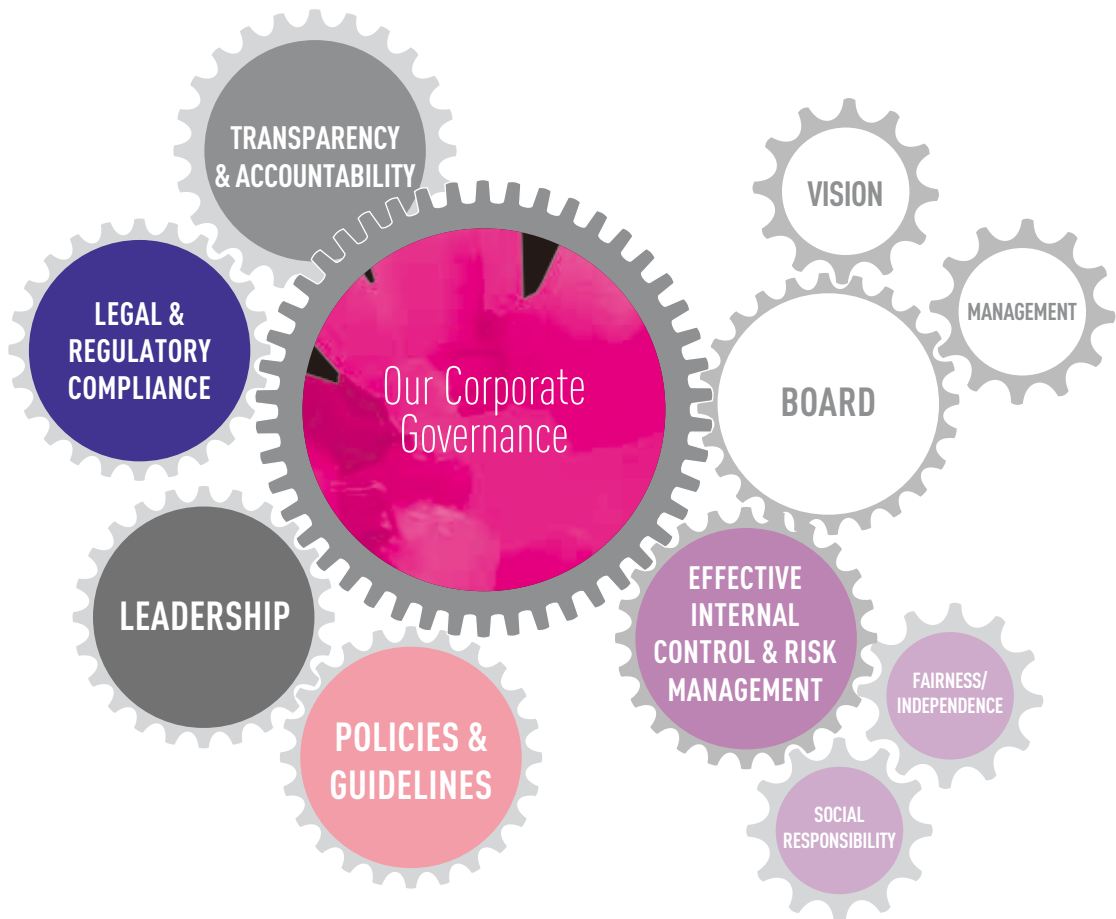 TRANSPARENCY
& ACCOUNTABILITY
VISION
LEGAL &
REGULATORY
COMPLIANCE
MANAGEMENT
Our Corporate
Governance
BOARD
LEADERSHIP
EFFECTIVE
INTERNAL
CONTROL & RISK
MANAGEMENT
FAIRNESS/
INDEPENDENCE
POLICIES &
GUIDELINES
SOCIAL
RESPONSIBILITY